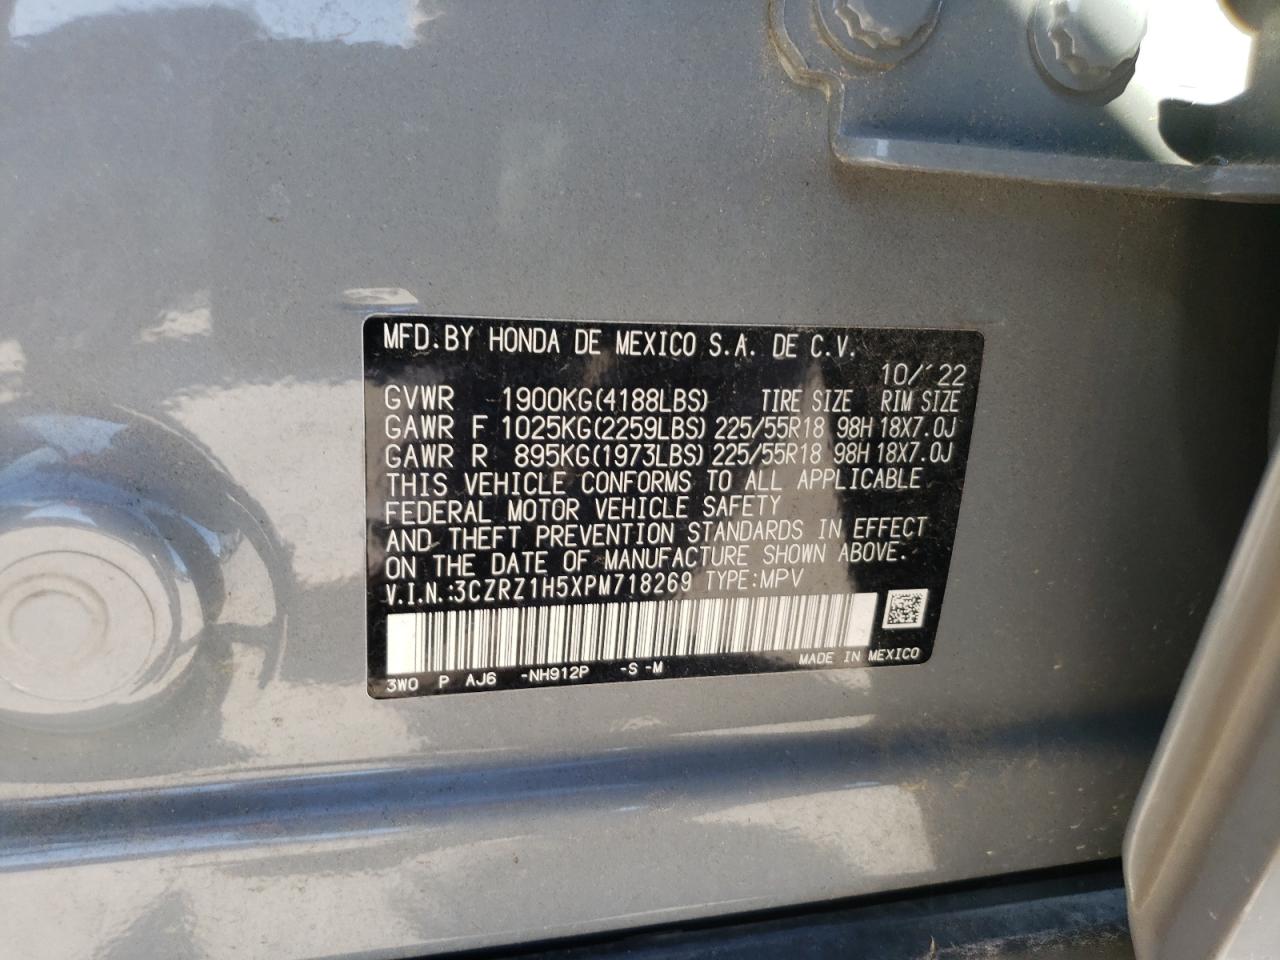 MFD.BY HONDA DE MEXICO S.A. DE C.V.
10/'22
GVWR 1900KG(4188LBS) TIRE SIZE RIM SIZE
GAWR F 1025KG(2259LBS) 225/55R18 98H 18X7.0J
GAWR R 895KG(1973LBS) 225/55R18 98H 18X7.0J
THIS VEHICLE CONFORMS TO ALL APPLICABLE
FEDERAL MOTOR VEHICLE SAFETY
AND THEFT PREVENTION STANDARDS IN EFFECT
ON THE DATE OF MANUFACTURE SHOWN ABOVE.
V.I.N.:3CZRZ1H5XPM718269 TYPE:MPV
MADE IN MEXICO
3W0 P AJ6 -NH912P -S -M